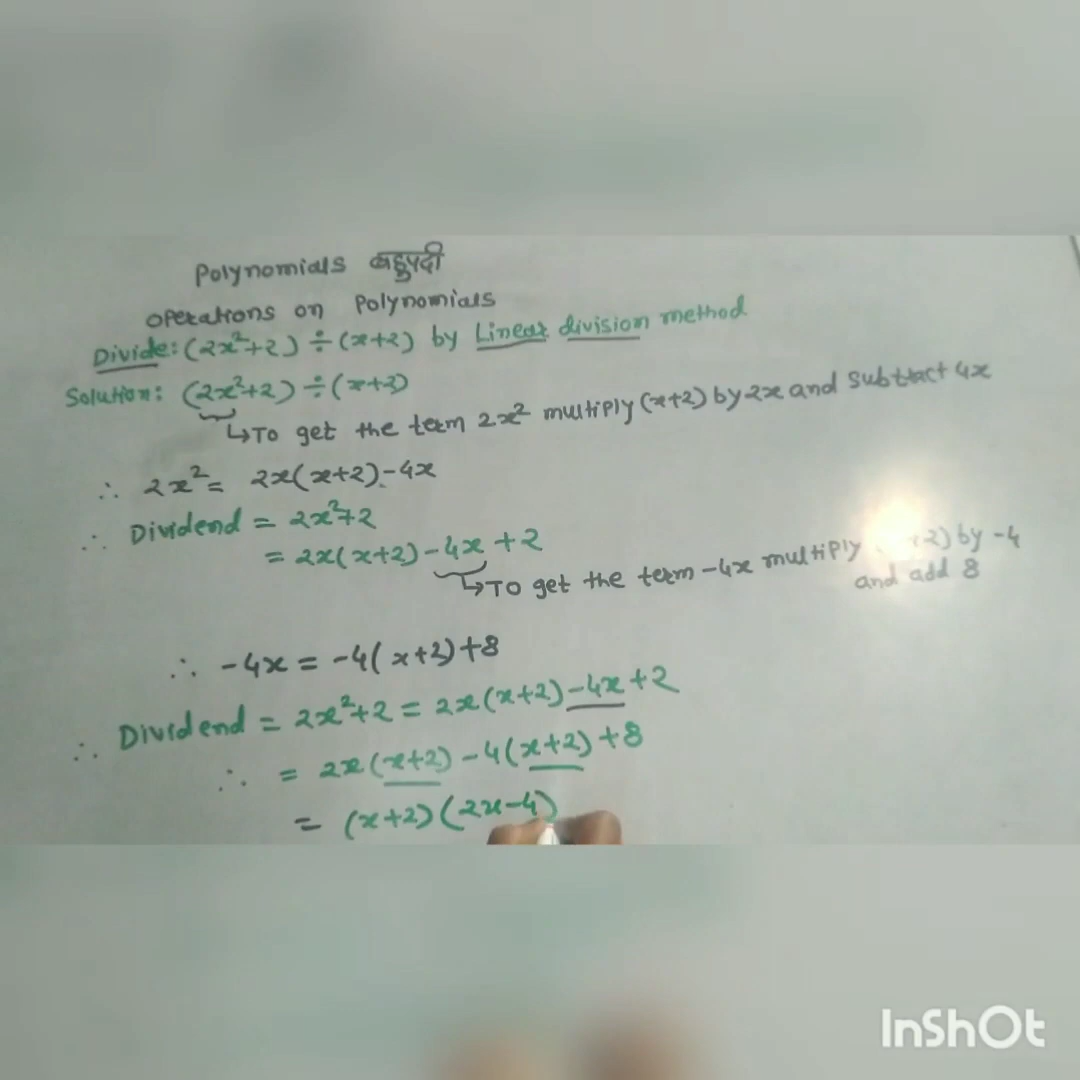 Polynomials बहुपदी
operations on Polynomials
Divide: (2x²+2) ÷ (x+2) by Linear division method
Solution: (2x²+2) ÷ (x+2)
↳To get the term 2x² multiply (x+2) by 2x and subtract 4x
∴ 2x² = 2x(x+2)-4x
∴ Dividend = 2x²+2
= 2x(x+2) - 4x + 2
↳To get the term -4x multiply +2) by -4
and add 8
∴ -4x = -4(x+2)+8
∴ Dividend = 2x²+2 = 2x(x+2) -4x+2
∴ = 2x(x+2) -4(x+2) +8
= (x+2)(2x-4)
InShOt